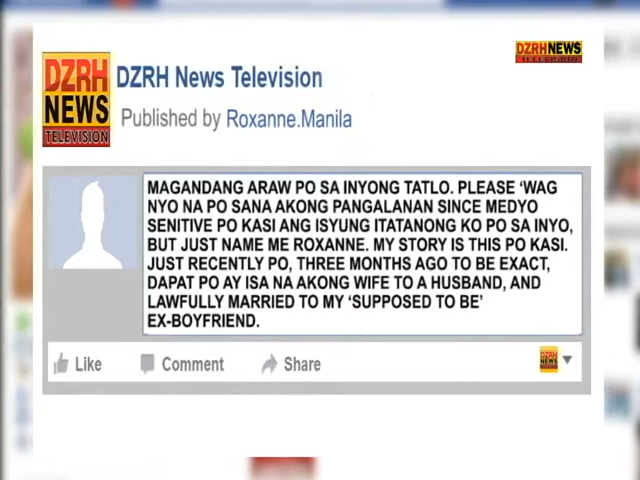 DZRH NEWS
TELEVISION
DZRH
NEWS
TELEVISION
DZRH News Television
Published by Roxanne.Manila
MAGANDANG ARAW PO SA INYONG TATLO. PLEASE ‘WAG
NYO NA PO SANA AKONG PANGALANAN SINCE MEDYO
SENITIVE PO KASI ANG ISYUNG ITATANONG KO PO SA INYO,
BUT JUST NAME ME ROXANNE. MY STORY IS THIS PO KASI.
JUST RECENTLY PO, THREE MONTHS AGO TO BE EXACT,
DAPAT PO AY ISA NA AKONG WIFE TO A HUSBAND, AND
LAWFULLY MARRIED TO MY ‘SUPPOSED TO BE’
EX-BOYFRIEND.
Like Comment Share
DZRH
NEWS